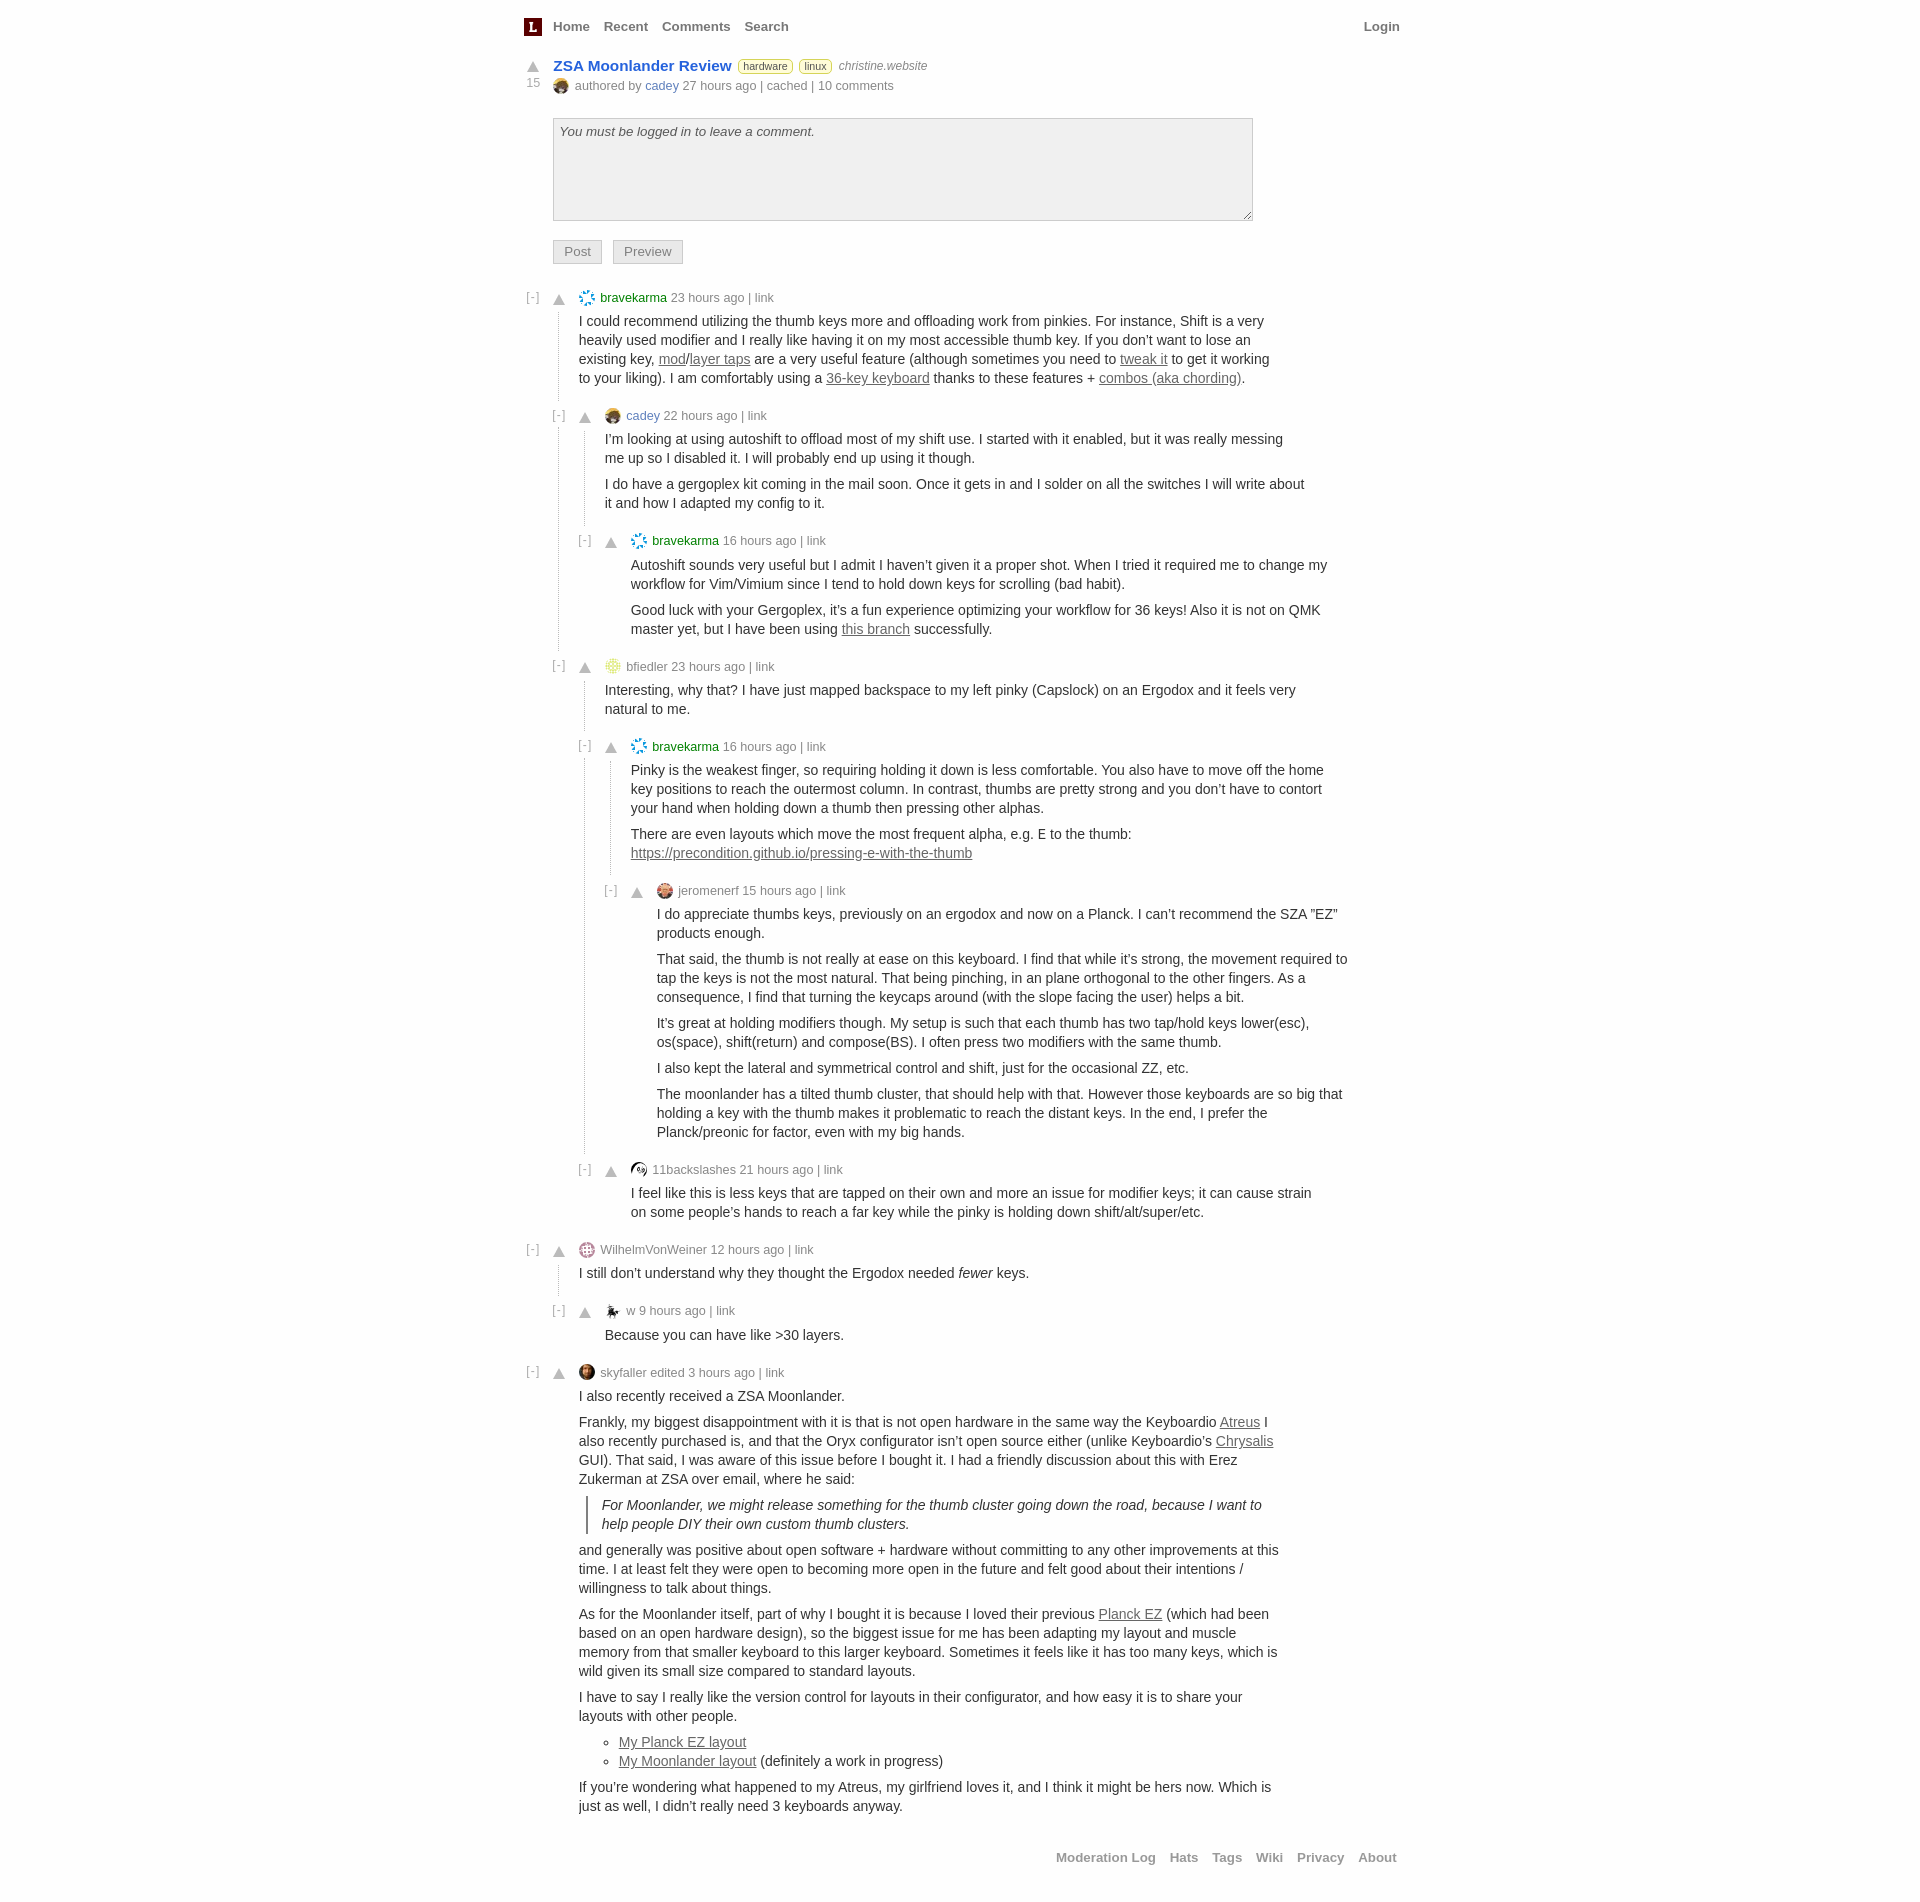 L Home Recent Comments Search Login
ZSA Moonlander Review hardware linux christine.website
15
authored by cadey 27 hours ago | cached | 10 comments
You must be logged in to leave a comment.
Post Preview
[-] bravekarma 23 hours ago | link
I could recommend utilizing the thumb keys more and offloading work from pinkies. For instance, Shift is a very
heavily used modifier and I really like having it on my most accessible thumb key. If you don’t want to lose an
existing key, mod/layer taps are a very useful feature (although sometimes you need to tweak it to get it working
to your liking). I am comfortably using a 36-key keyboard thanks to these features + combos (aka chording).
[-] cadey 22 hours ago | link
I’m looking at using autoshift to offload most of my shift use. I started with it enabled, but it was really messing
me up so I disabled it. I will probably end up using it though.
I do have a gergoplex kit coming in the mail soon. Once it gets in and I solder on all the switches I will write about
it and how I adapted my config to it.
[-] bravekarma 16 hours ago | link
Autoshift sounds very useful but I admit I haven’t given it a proper shot. When I tried it required me to change my
workflow for Vim/Vimium since I tend to hold down keys for scrolling (bad habit).
Good luck with your Gergoplex, it’s a fun experience optimizing your workflow for 36 keys! Also it is not on QMK
master yet, but I have been using this branch successfully.
[-] bfiedler 23 hours ago | link
Interesting, why that? I have just mapped backspace to my left pinky (Capslock) on an Ergodox and it feels very
natural to me.
[-] bravekarma 16 hours ago | link
Pinky is the weakest finger, so requiring holding it down is less comfortable. You also have to move off the home
key positions to reach the outermost column. In contrast, thumbs are pretty strong and you don’t have to contort
your hand when holding down a thumb then pressing other alphas.
There are even layouts which move the most frequent alpha, e.g. E to the thumb:
https://precondition.github.io/pressing-e-with-the-thumb
[-] jeromenerf 15 hours ago | link
I do appreciate thumbs keys, previously on an ergodox and now on a Planck. I can’t recommend the SZA ”EZ”
products enough.
That said, the thumb is not really at ease on this keyboard. I find that while it’s strong, the movement required to
tap the keys is not the most natural. That being pinching, in an plane orthogonal to the other fingers. As a
consequence, I find that turning the keycaps around (with the slope facing the user) helps a bit.
It’s great at holding modifiers though. My setup is such that each thumb has two tap/hold keys lower(esc),
os(space), shift(return) and compose(BS). I often press two modifiers with the same thumb.
I also kept the lateral and symmetrical control and shift, just for the occasional ZZ, etc.
The moonlander has a tilted thumb cluster, that should help with that. However those keyboards are so big that
holding a key with the thumb makes it problematic to reach the distant keys. In the end, I prefer the
Planck/preonic for factor, even with my big hands.
[-] 11backslashes 21 hours ago | link
I feel like this is less keys that are tapped on their own and more an issue for modifier keys; it can cause strain
on some people’s hands to reach a far key while the pinky is holding down shift/alt/super/etc.
[-] WilhelmVonWeiner 12 hours ago | link
I still don’t understand why they thought the Ergodox needed fewer keys.
[-] w 9 hours ago | link
Because you can have like >30 layers.
[-] skyfaller edited 3 hours ago | link
I also recently received a ZSA Moonlander.
Frankly, my biggest disappointment with it is that is not open hardware in the same way the Keyboardio Atreus I
also recently purchased is, and that the Oryx configurator isn’t open source either (unlike Keyboardio’s Chrysalis
GUI). That said, I was aware of this issue before I bought it. I had a friendly discussion about this with Erez
Zukerman at ZSA over email, where he said:
For Moonlander, we might release something for the thumb cluster going down the road, because I want to
help people DIY their own custom thumb clusters.
and generally was positive about open software + hardware without committing to any other improvements at this
time. I at least felt they were open to becoming more open in the future and felt good about their intentions /
willingness to talk about things.
As for the Moonlander itself, part of why I bought it is because I loved their previous Planck EZ (which had been
based on an open hardware design), so the biggest issue for me has been adapting my layout and muscle
memory from that smaller keyboard to this larger keyboard. Sometimes it feels like it has too many keys, which is
wild given its small size compared to standard layouts.
I have to say I really like the version control for layouts in their configurator, and how easy it is to share your
layouts with other people.
My Planck EZ layout
My Moonlander layout (definitely a work in progress)
If you’re wondering what happened to my Atreus, my girlfriend loves it, and I think it might be hers now. Which is
just as well, I didn’t really need 3 keyboards anyway.
Moderation Log Hats Tags Wiki Privacy About